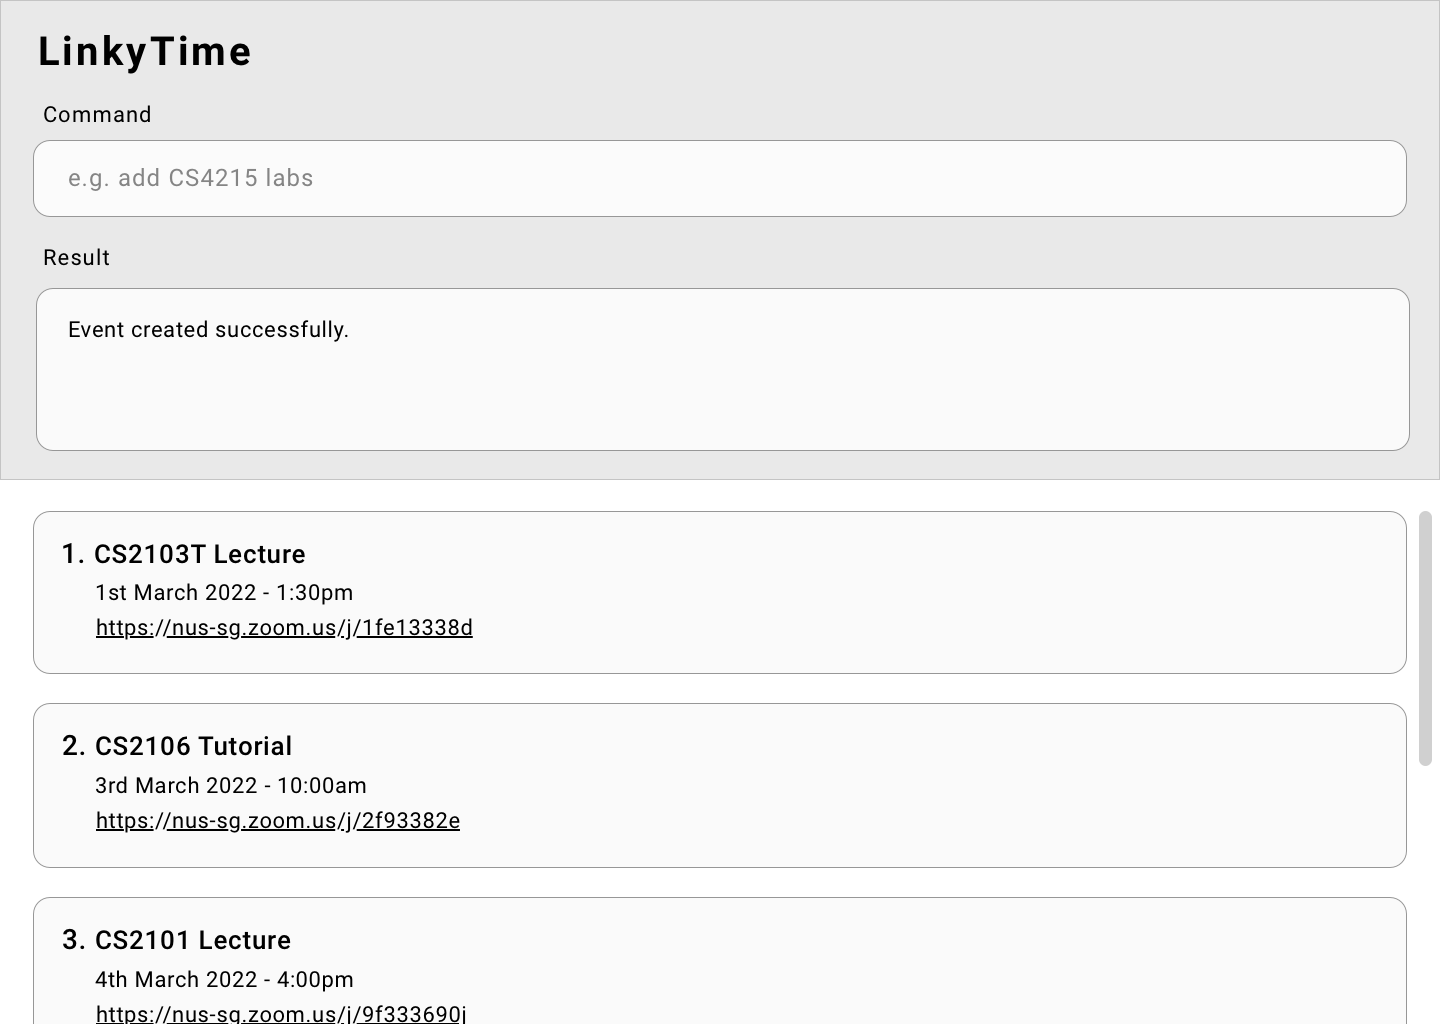 LinkyTime
Command
e.g. add CS4215 labs
Result
Event created successfully.
1. CS2103T Lecture
1st March 2022 - 1:30pm
https://nus-sg.zoom.us/j/1fe13338d
2. CS2106 Tutorial
3rd March 2022 - 10:00am
https://nus-sg.zoom.us/j/2f93382e
3. CS2101 Lecture
4th March 2022 - 4:00pm
https://nus-sg.zoom.us/j/9f333690j